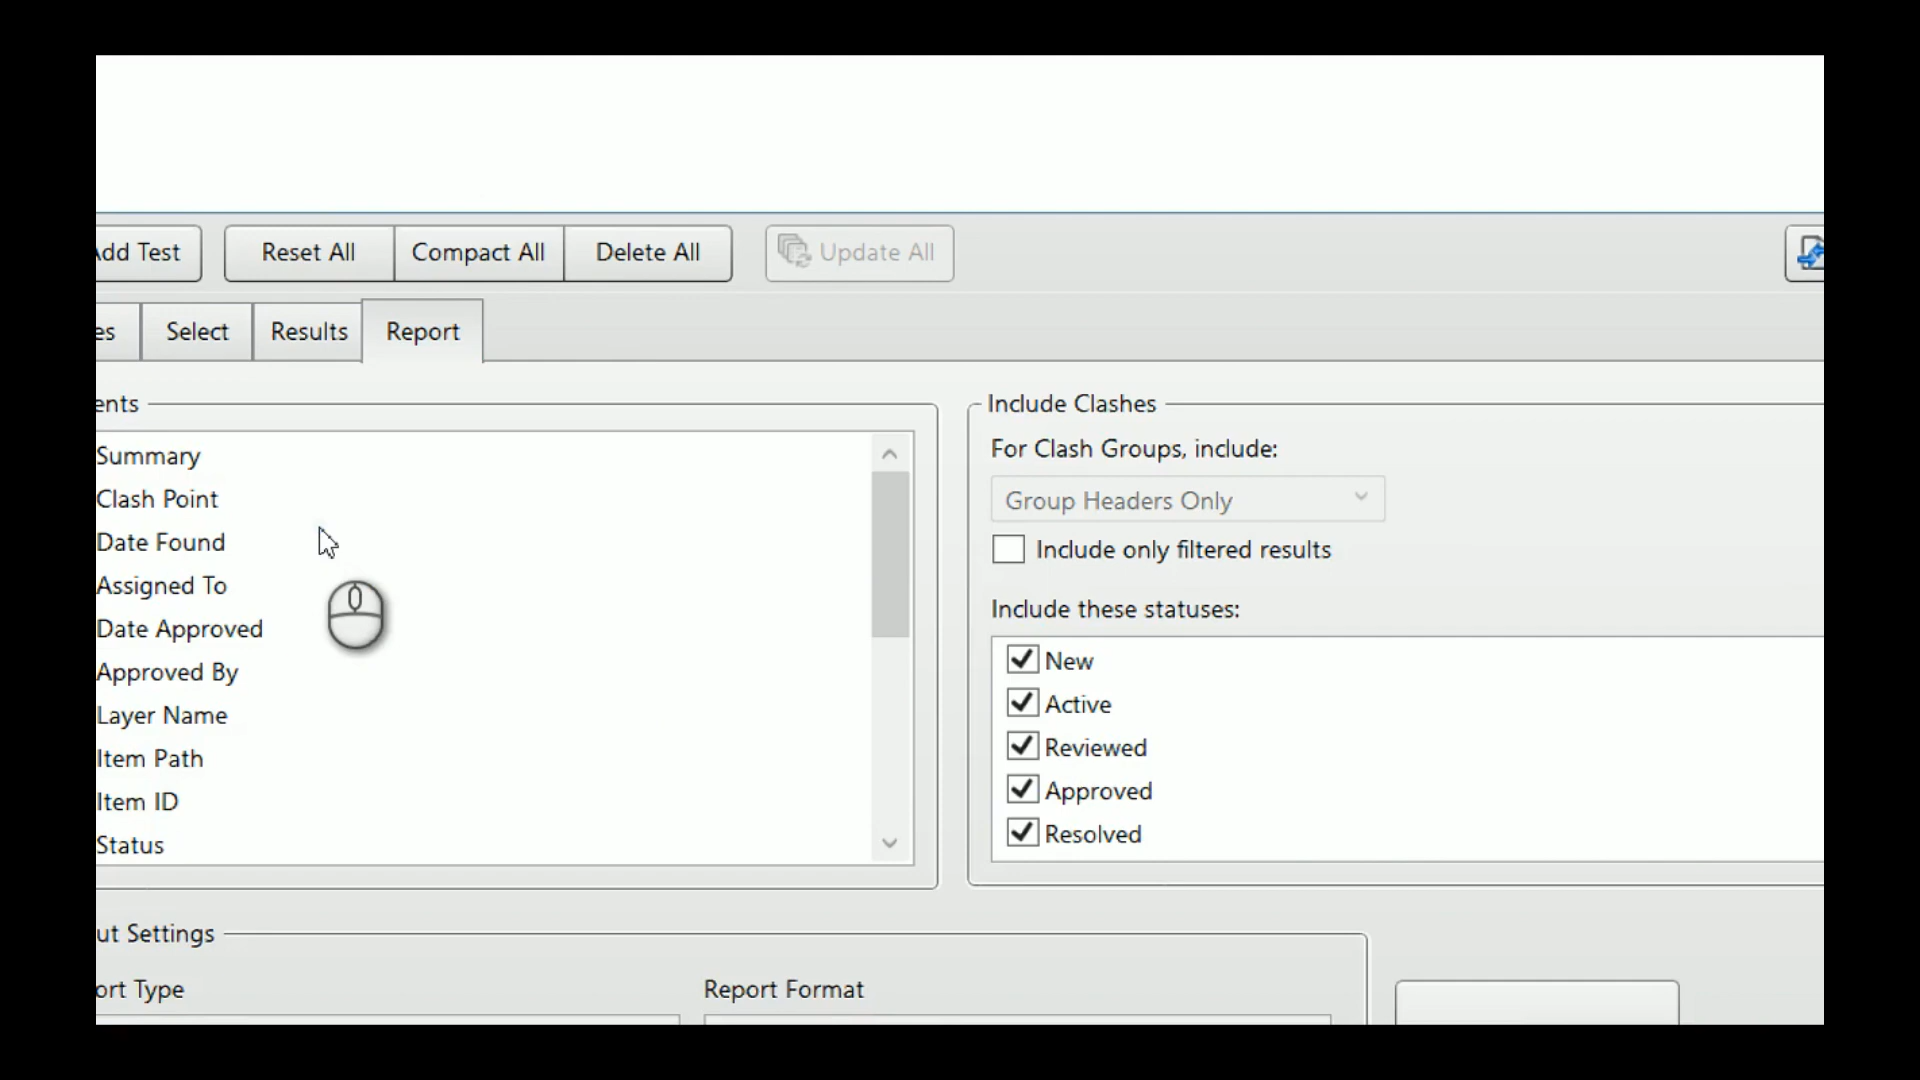 Add Test Reset All Compact All Delete All Update All
es Select Results Report
ents
Summary
Clash Point
Date Found
Assigned To
Date Approved
Approved By
Layer Name
Item Path
Item ID
Status
Include Clashes
For Clash Groups, include:
Group Headers Only
Include only filtered results
Include these statuses:
New
Active
Reviewed
Approved
Resolved
ut Settings
ort Type
Report Format